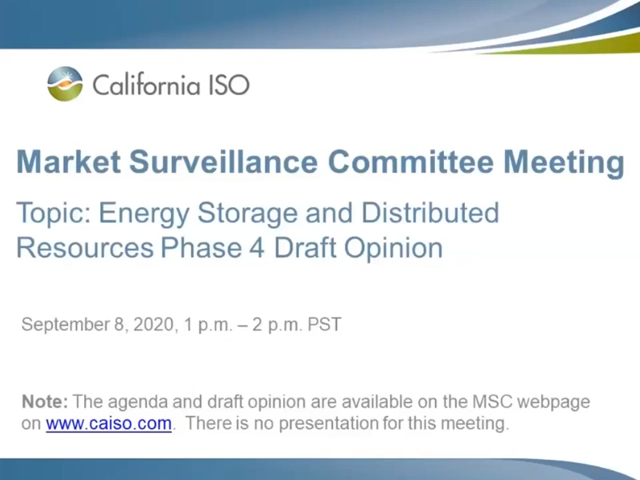 California ISO
Market Surveillance Committee Meeting
Topic: Energy Storage and Distributed
Resources Phase 4 Draft Opinion
September 8, 2020, 1 p.m. – 2 p.m. PST
Note: The agenda and draft opinion are available on the MSC webpage
on www.caiso.com. There is no presentation for this meeting.